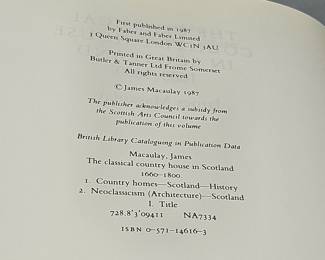 First published in 1987
by Faber and Faber Limited
3 Queen Square London WC1N 3AU
Printed in Great Britain by
Butler & Tanner Ltd Frome Somerset
All rights reserved
© James Macaulay 1987
The publisher acknowledges a subsidy from
the Scottish Arts Council towards the
publication of this volume
British Library Cataloguing in Publication Data
Macaulay, James
The classical country house in Scotland
1660–1800.
1. Country homes—Scotland—History
2. Neoclassicism (Architecture)—Scotland
I. Title
728.8'3'09411 NA7334
ISBN 0-571-14616-3